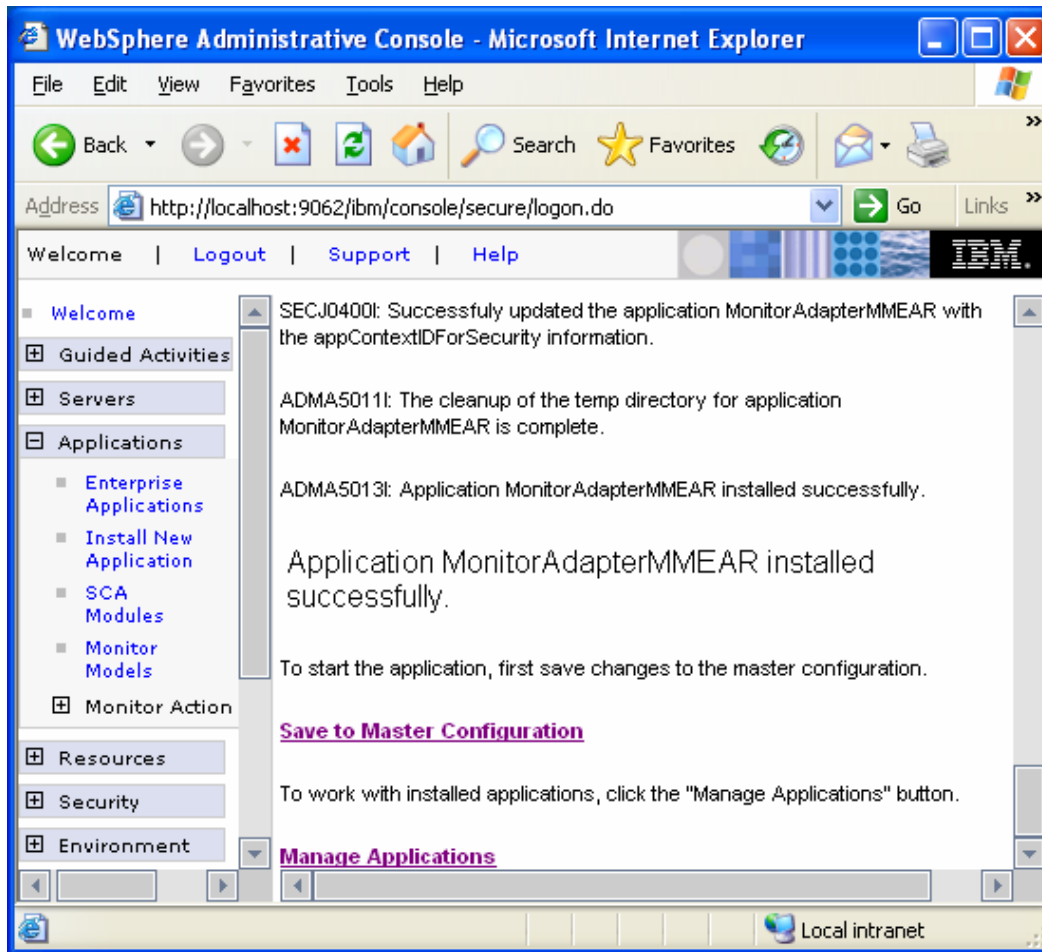 WebSphere Administrative Console - Microsoft Internet Explorer
File Edit View Favorites Tools Help
Back Search Favorites
Address http://localhost:9062/ibm/console/secure/logon.do Go Links
Welcome | Logout | Support | Help IBM.
Welcome
Guided Activities
Servers
Applications
Enterprise
Applications
Install New
Application
SCA
Modules
Monitor
Models
Monitor Action
Resources
Security
Environment
SECJ0400I: Successfuly updated the application MonitorAdapterMMEAR with
the appContextIDForSecurity information.
ADMA5011I: The cleanup of the temp directory for application
MonitorAdapterMMEAR is complete.
ADMA5013I: Application MonitorAdapterMMEAR installed successfully.
Application MonitorAdapterMMEAR installed
successfully.
To start the application, first save changes to the master configuration.
Save to Master Configuration
To work with installed applications, click the "Manage Applications" button.
Manage Applications
Local intranet